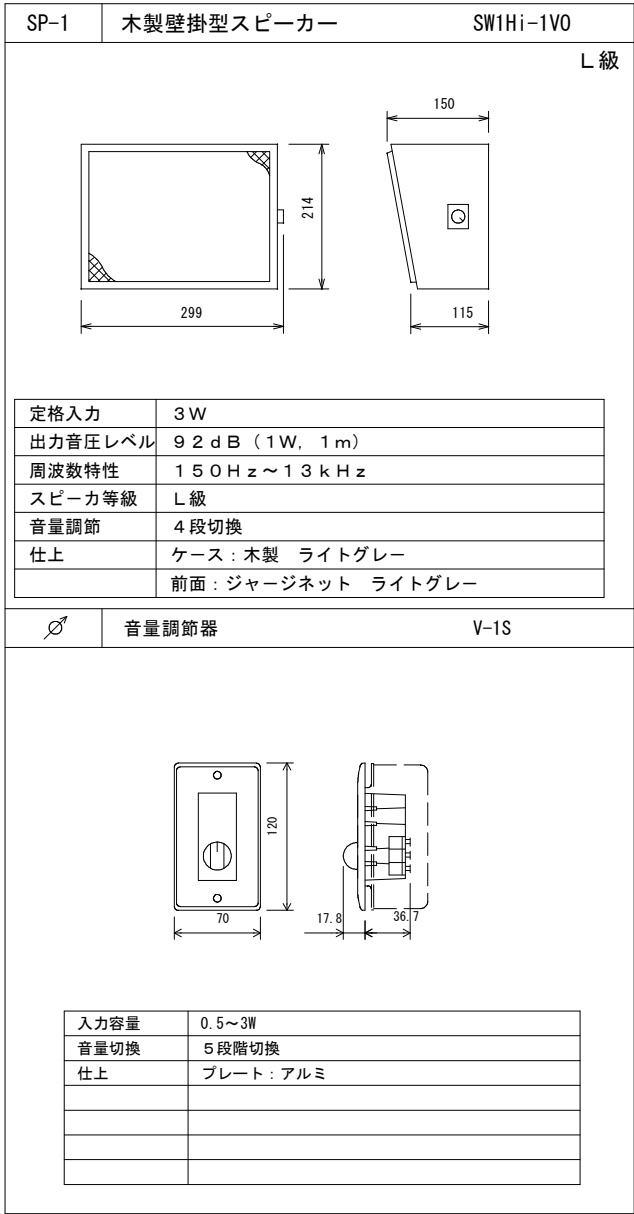 SP-1 木製壁掛型スピーカー SW1Hi-1VO
L級
150
214
299
115
定格入力 3W
出力音圧レベル 92dB(1W, 1m)
周波数特性 150Hz~13kHz
スピーカ等級 L級
音量調節 4段切換
仕上 ケース:木製 ライトグレー
前面:ジャージネット ライトグレー
音量調節器 V-1S
120
70
17.8
36.7
入力容量 0.5~3W
音量切換 5段階切換
仕上 プレート:アルミ